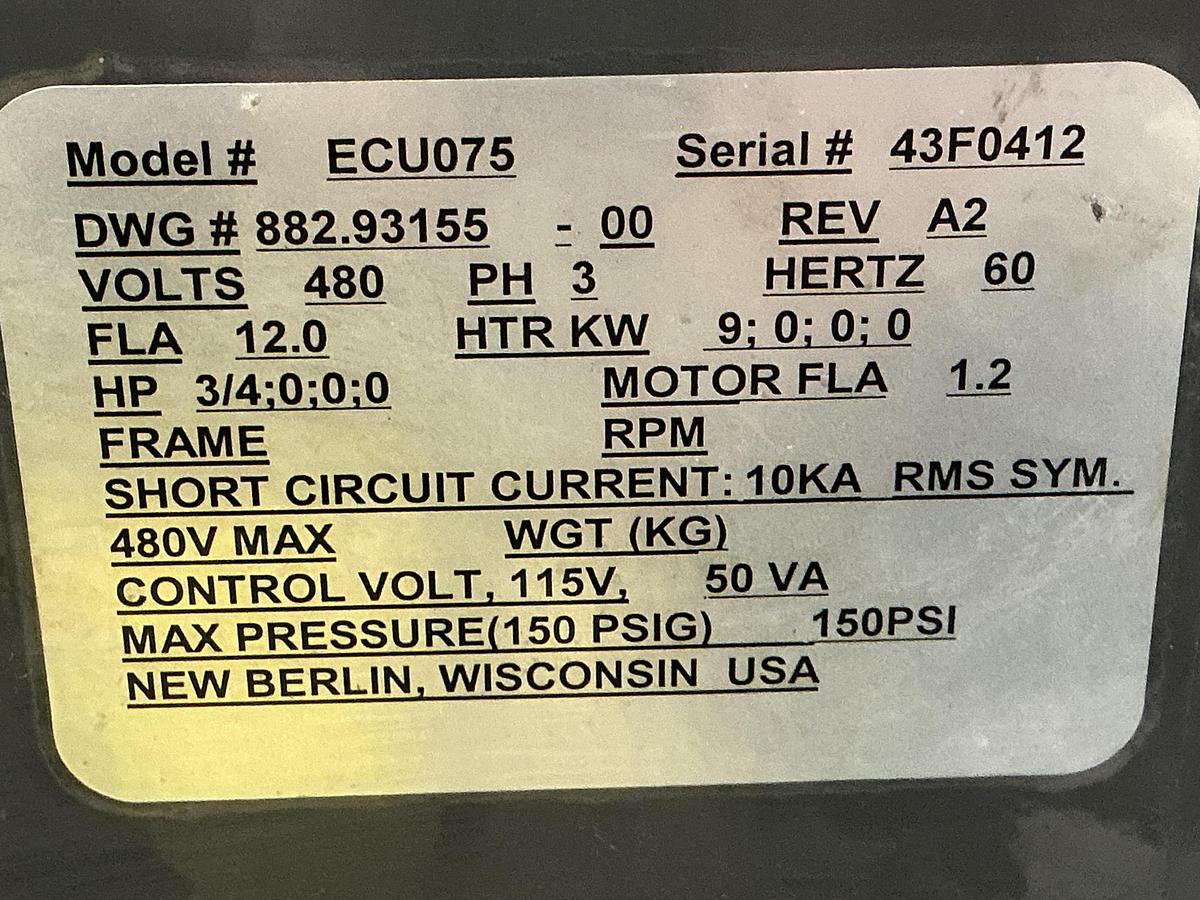 Model # ECU075 Serial # 43F0412
DWG # 882.93155 - 00 REV A2
VOLTS 480 PH 3 HERTZ 60
FLA 12.0 HTR KW 9; 0; 0; 0
HP 3/4;0;0;0 MOTOR FLA 1.2
FRAME RPM
SHORT CIRCUIT CURRENT: 10KA RMS SYM.
480V MAX WGT (KG)
CONTROL VOLT, 115V, 50 VA
MAX PRESSURE(150 PSIG) 150PSI
NEW BERLIN, WISCONSIN USA